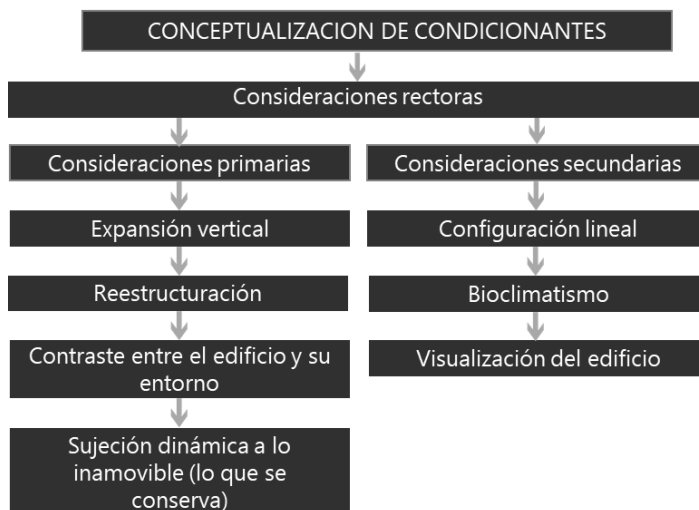 CONCEPTUALIZACION DE CONDICIONANTES
Consideraciones rectoras
Consideraciones primarias
Expansión vertical
Reestructuración
Contraste entre el edificio y su
entorno
Sujeción dinámica a lo
inamovible (lo que se
conserva)
Consideraciones secundarias
Configuración lineal
Bioclimatismo
Visualización del edificio